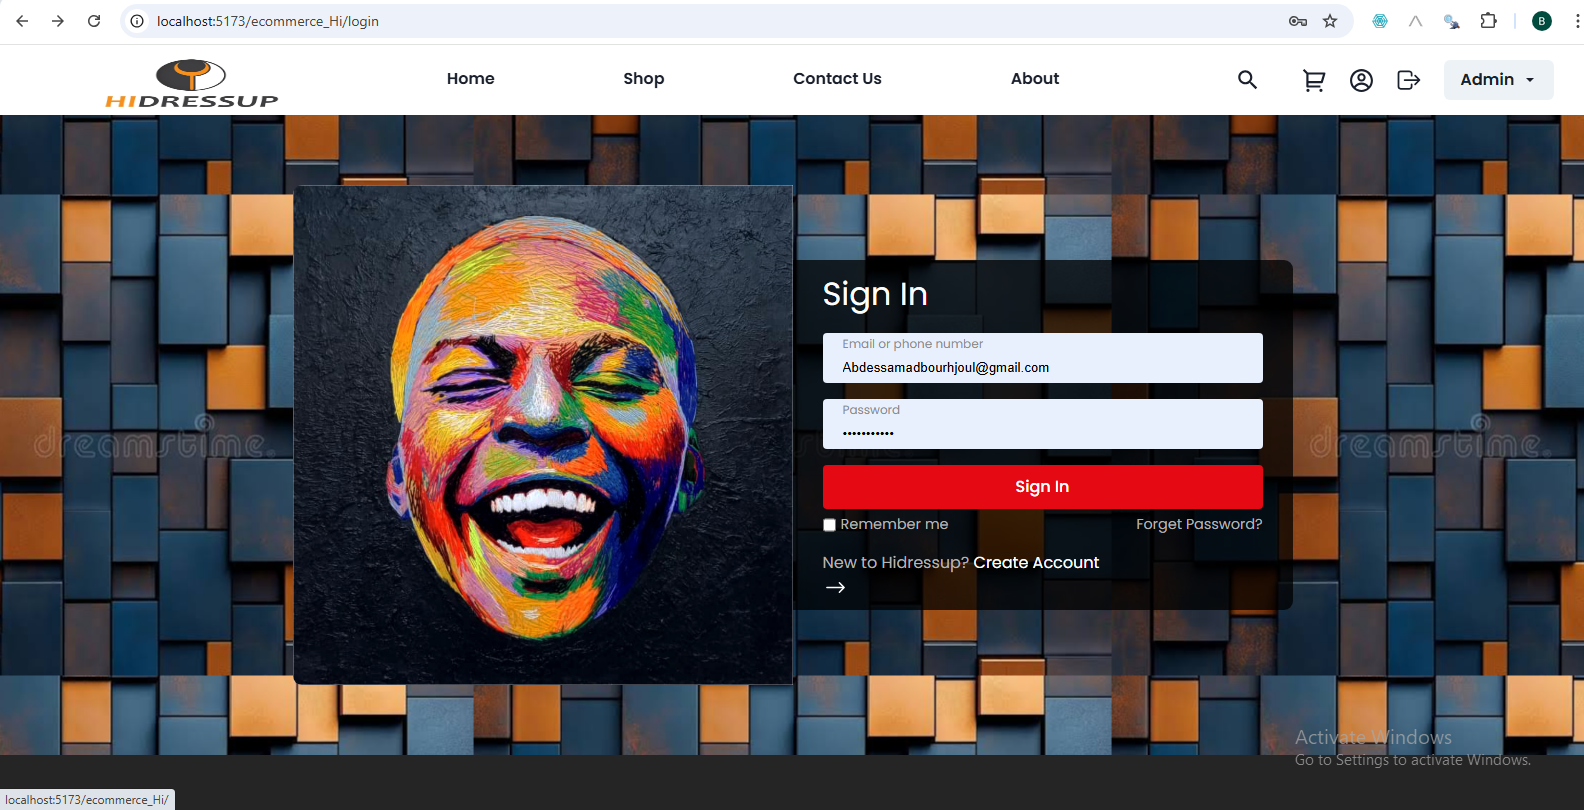 localhost:5173/ecommerce_Hi/login
B
HIDRESSUP
Home
Shop
Contact Us
About
Admin
Sign In
Email or phone number
Abdessamadbourhjoul@gmail.com
Password
•••••••••••
Sign In
Remember me
Forget Password?
New to Hidressup? Create Account
dreamstime.
dreamstime.
Activate Windows
Go to Settings to activate Windows.
localhost:5173/ecommerce_Hi/